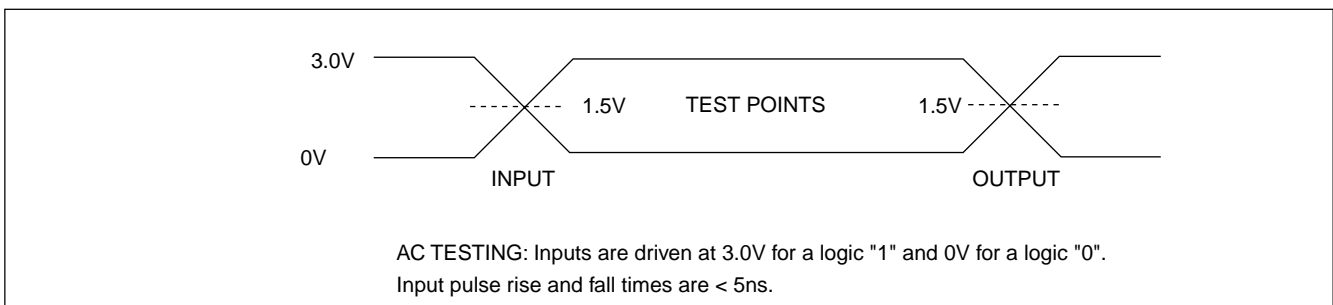 3.0V
1.5V TEST POINTS 1.5V
0V
INPUT OUTPUT
AC TESTING: Inputs are driven at 3.0V for a logic "1" and 0V for a logic "0".
Input pulse rise and fall times are < 5ns.